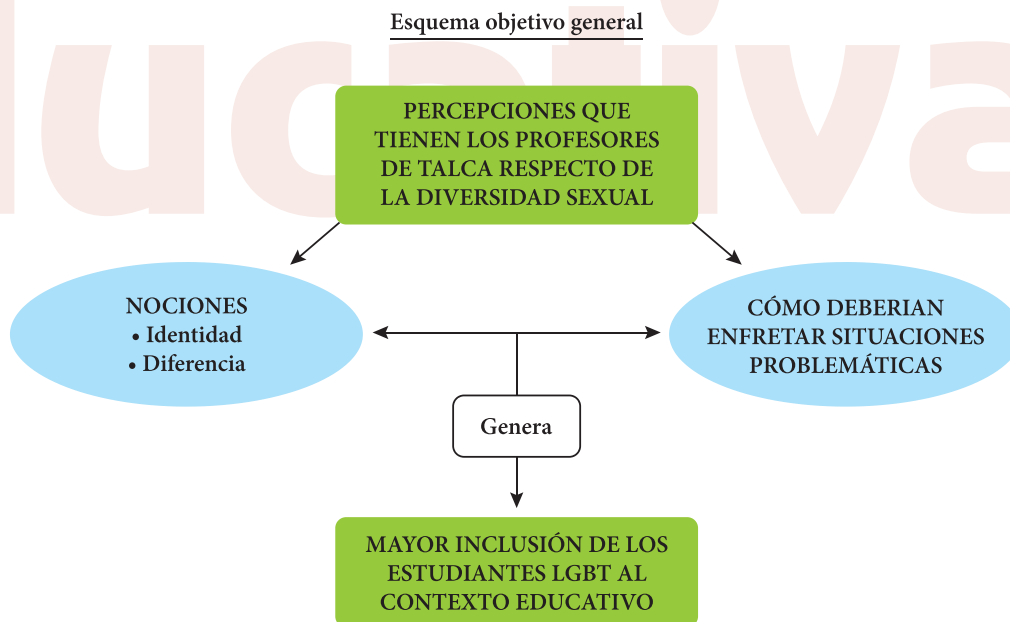 Esquema objetivo general
PERCEPCIONES QUE
TIENEN LOS PROFESORES
DE TALCA RESPECTO DE
LA DIVERSIDAD SEXUAL
NOCIONES
• Identidad
• Diferencia
CÓMO DEBERIAN
ENFRETAR SITUACIONES
PROBLEMÁTICAS
Genera
MAYOR INCLUSIÓN DE LOS
ESTUDIANTES LGBT AL
CONTEXTO EDUCATIVO